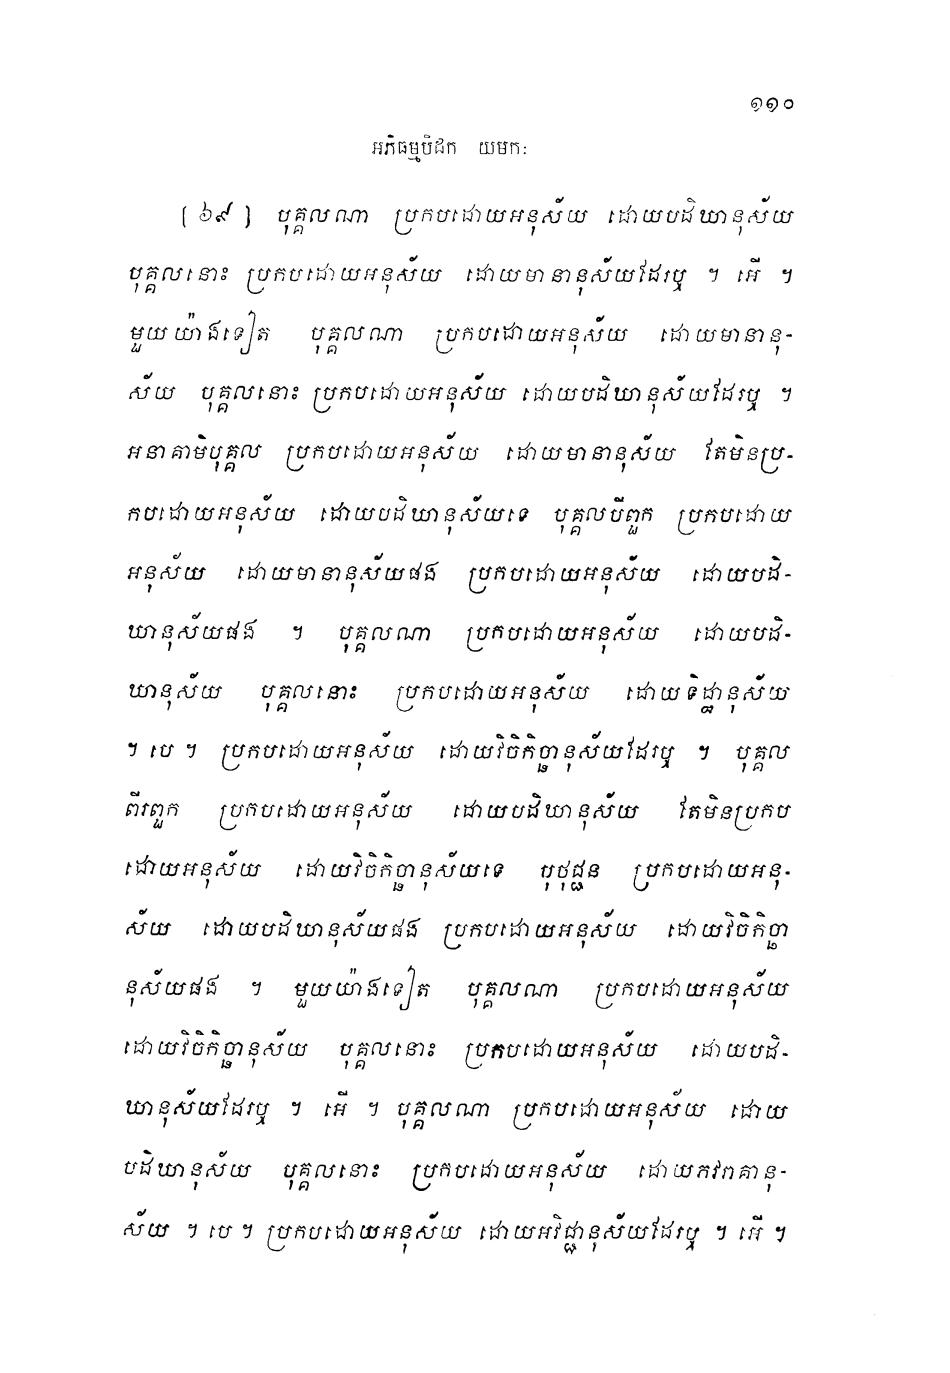 ១១០
អភិធម្មបិដក យមកៈ
[៦៩] បុគ្គលណា ប្រកបដោយអនុស័យ ដោយបដិឃានុស័យ
បុគ្គលនោះ ប្រកបដោយអនុស័យ ដោយមានានុស័យដែរឬ ។ អើ ។
មួយយ៉ាងទៀត បុគ្គលណា ប្រកបដោយអនុស័យ ដោយមានានុ-
ស័យ បុគ្គលនោះ ប្រកបដោយអនុស័យ ដោយបដិឃានុស័យដែរឬ ។
អនាគាមិបុគ្គល ប្រកបដោយអនុស័យ ដោយមានានុស័យ តែមិនប្រ-
កបដោយអនុស័យ ដោយបដិឃានុស័យទេ បុគ្គលបីពួក ប្រកបដោយ
អនុស័យ ដោយមានានុស័យផង ប្រកបដោយអនុស័យ ដោយបដិ-
ឃានុស័យផង ។ បុគ្គលណា ប្រកបដោយអនុស័យ ដោយបដិ-
ឃានុស័យ បុគ្គលនោះ ប្រកបដោយអនុស័យ ដោយទិដ្ឋានុស័យ
។ បេ ។ ប្រកបដោយអនុស័យ ដោយវិចិកិច្ឆានុស័យដែរឬ ។ បុគ្គល
ពីរពួក ប្រកបដោយអនុស័យ ដោយបដិឃានុស័យ តែមិនប្រកប
ដោយអនុស័យ ដោយវិចិកិច្ឆានុស័យទេ បុថុជ្ជន ប្រកបដោយអនុ-
ស័យ ដោយបដិឃានុស័យផង ប្រកបដោយអនុស័យ ដោយវិចិកិច្ឆា
នុស័យផង ។ មួយយ៉ាងទៀត បុគ្គលណា ប្រកបដោយអនុស័យ
ដោយវិចិកិច្ឆានុស័យ បុគ្គលនោះ ប្រកបដោយអនុស័យ ដោយបដិ-
ឃានុស័យដែរឬ ។ អើ ។ បុគ្គលណា ប្រកបដោយអនុស័យ ដោយ
បដិឃានុស័យ បុគ្គលនោះ ប្រកបដោយអនុស័យ ដោយភវរាគានុ-
ស័យ ។ បេ ។ ប្រកបដោយអនុស័យ ដោយអវិជ្ជានុស័យដែរឬ ។ អើ ។